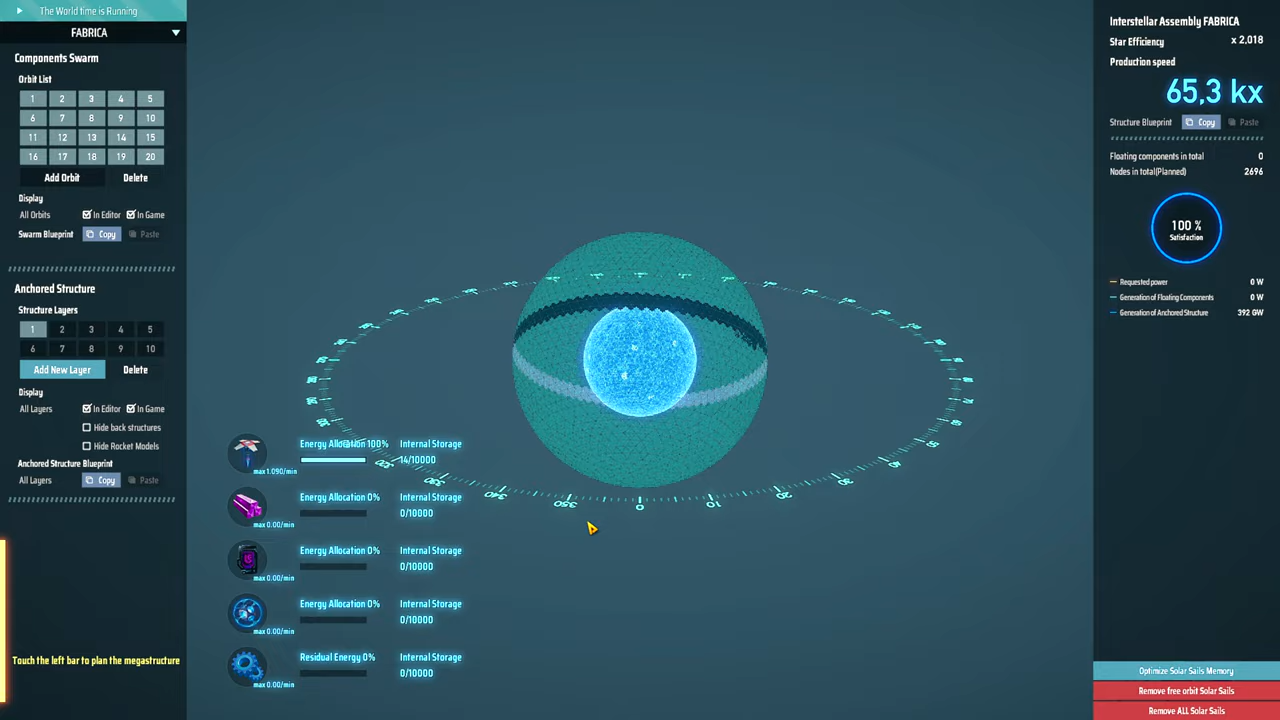 The World time is Running
FABRICA
Components Swarm
Orbit List
1 2 3 4 5
6 7 8 9 10
11 12 13 14 15
16 17 18 19 20
Add Orbit Delete
Display
All Orbits In Editor In Game
Swarm Blueprint Copy Paste
Anchored Structure
Structure Layers
1 2 3 4 5
6 7 8 9 10
Add New Layer Delete
Display
All Layers In Editor In Game
Hide back structures
Hide Rocket Models
Anchored Structure Blueprint
All Layers Copy Paste
Touch the left bar to plan the megastructure
Energy Allocation 100% Internal Storage
14/10000
max 1.090/min
Energy Allocation 0% Internal Storage
0/10000
max 0.00/min
Energy Allocation 0% Internal Storage
0/10000
max 0.00/min
Energy Allocation 0% Internal Storage
0/10000
max 0.00/min
Residual Energy 0% Internal Storage
0/10000
max 0.00/min
340 350 0 10
Interstellar Assembly FABRICA
Star Efficiency x 2,018
Production speed
65,3 kx
Structure Blueprint Copy Paste
Floating components in total 0
Nodes in total(Planned) 2696
100 %
Satisfaction
Requested power 0 W
Generation of Floating Components 0 W
Generation of Anchored Structure 392 GW
Optimize Solar Sails Memory
Remove free orbit Solar Sails
Remove ALL Solar Sails